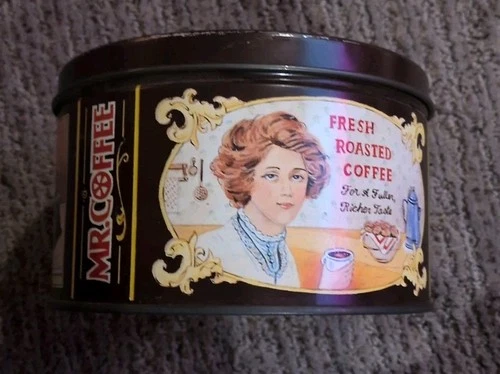 MR. COFFEE
FRESH
ROASTED
COFFEE
For A Fuller,
Richer Taste